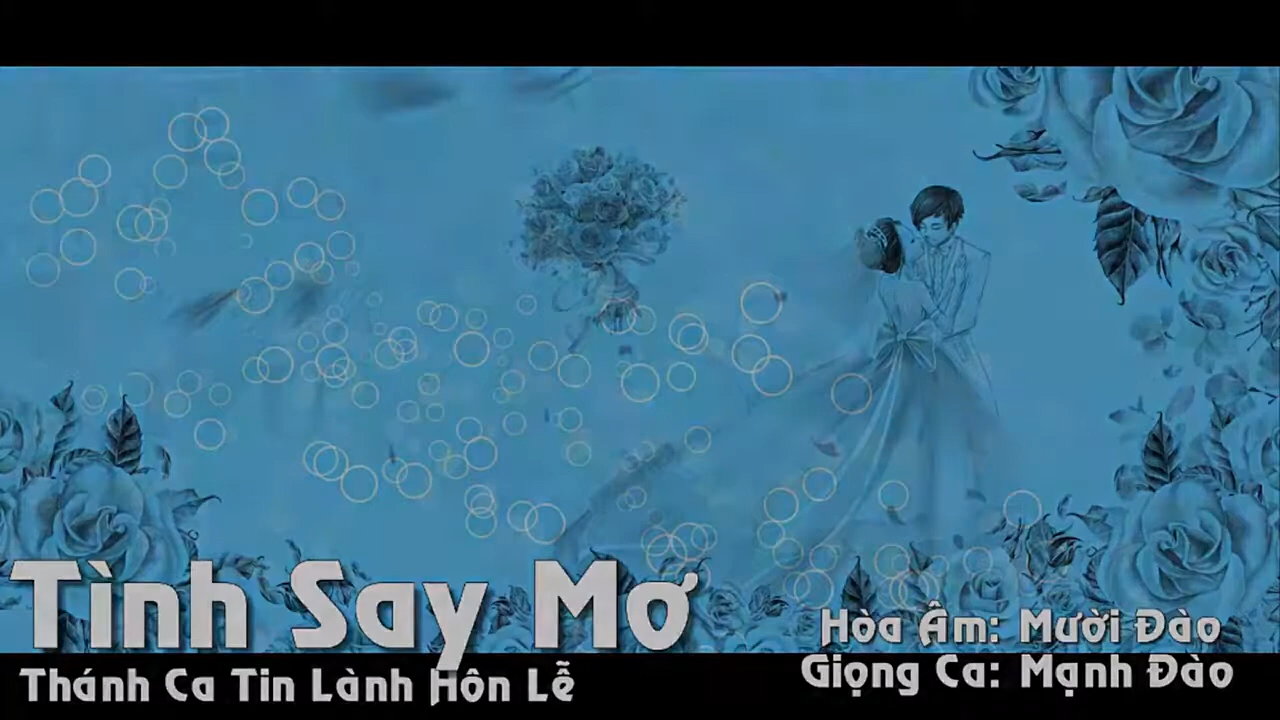 Tình Say Mơ
Thánh Ca Tin Lành Hôn Lễ
Hòa Âm: Mười Đào
Giọng Ca: Mạnh Đào